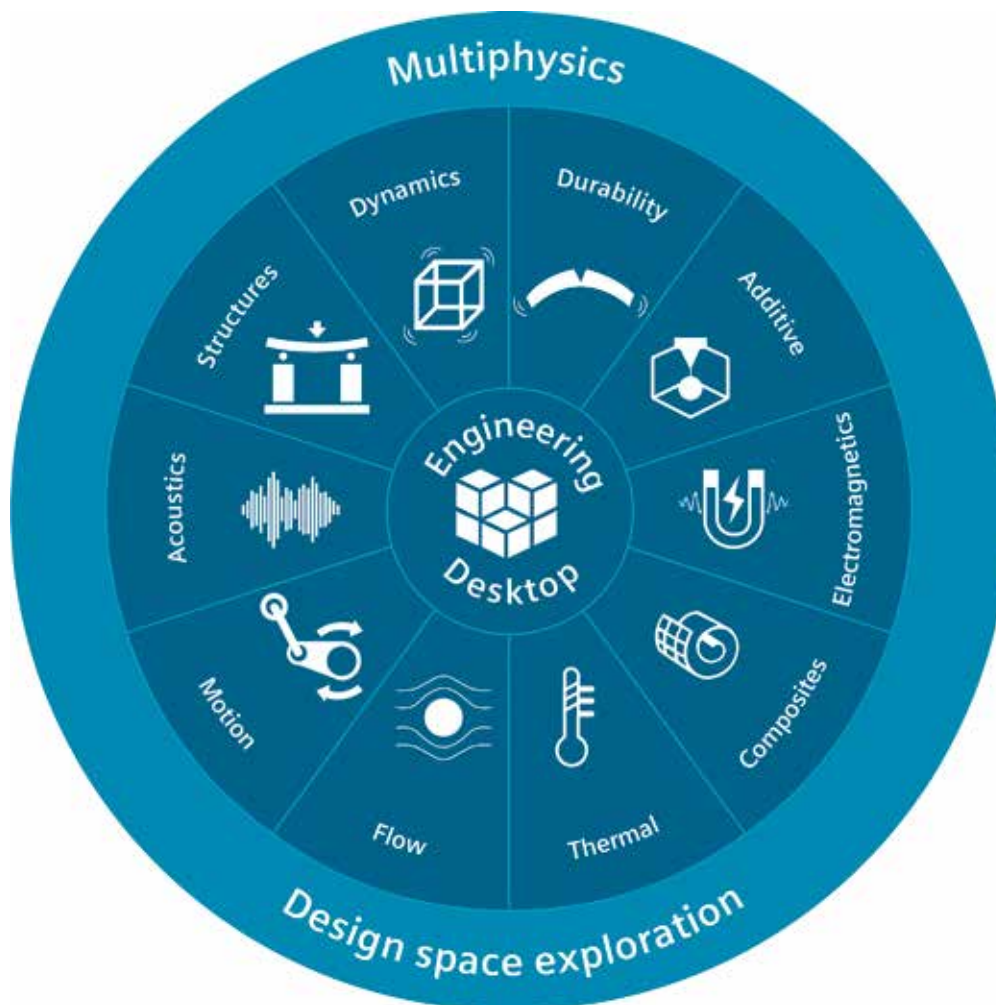 Multiphysics
Dynamics
Durability
Structures
Additive
Acoustics
Engineering
Desktop
Electromagnetics
Motion
Composites
Flow
Thermal
Design space exploration